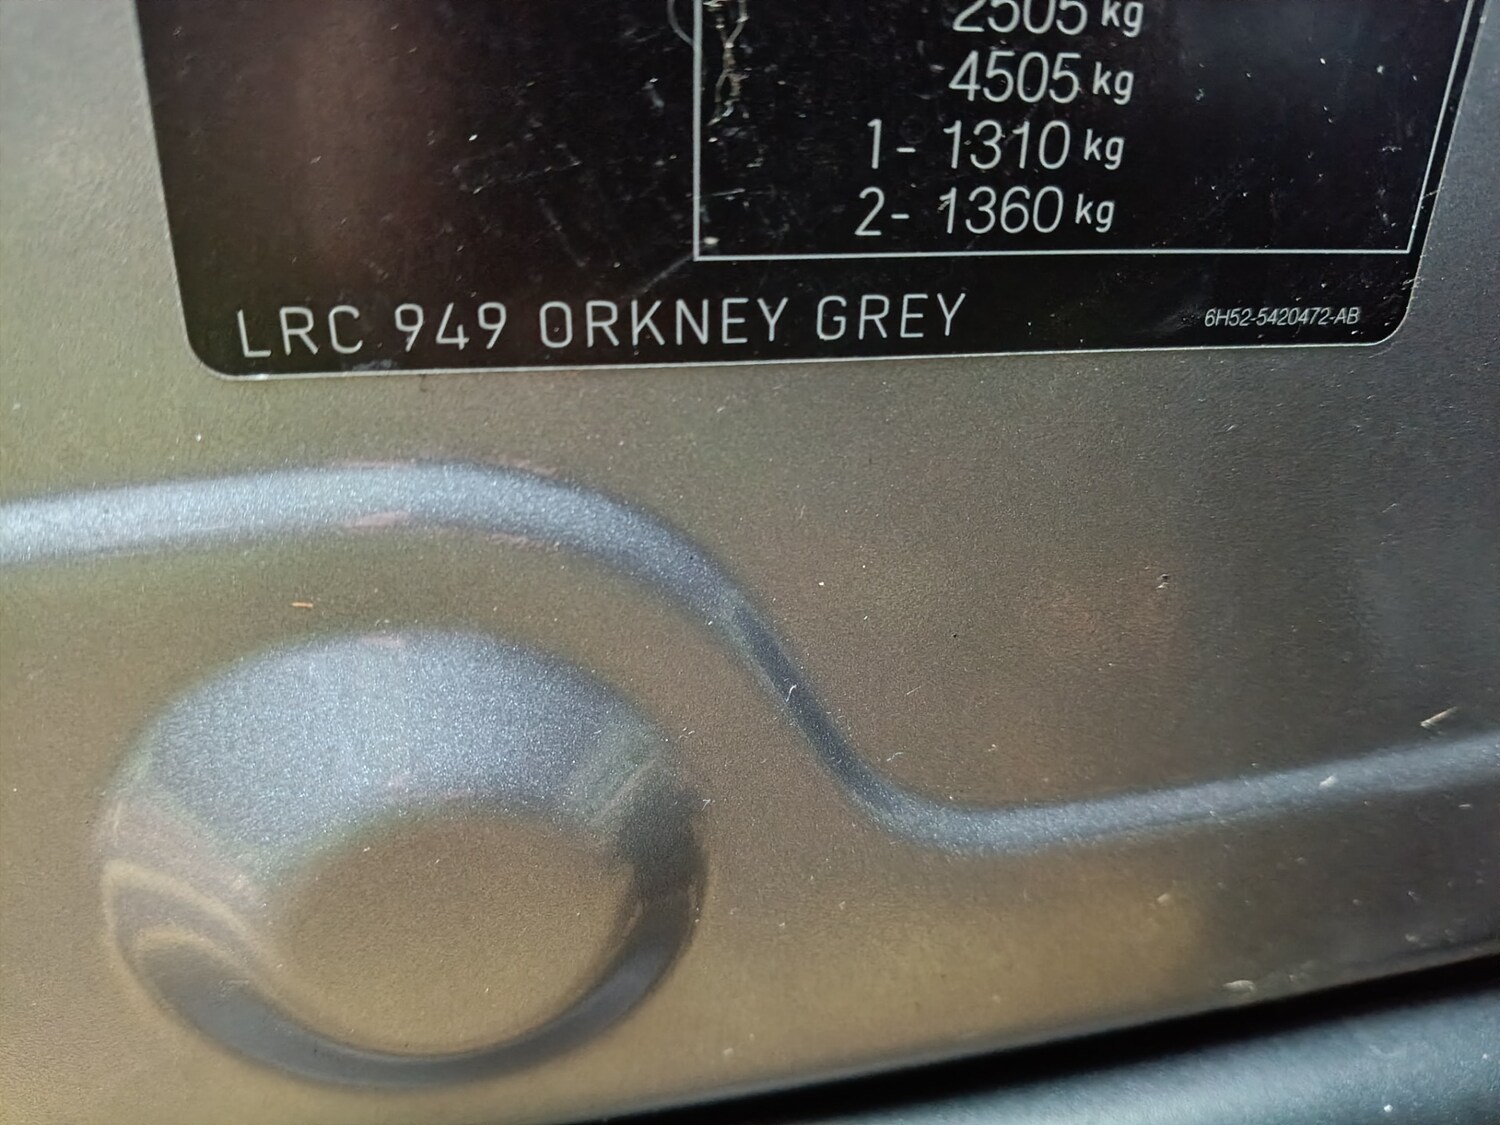 2505 kg
4505 kg
1- 1310 kg
2- 1360 kg
LRC 949 ORKNEY GREY
6H52-5420472-AB